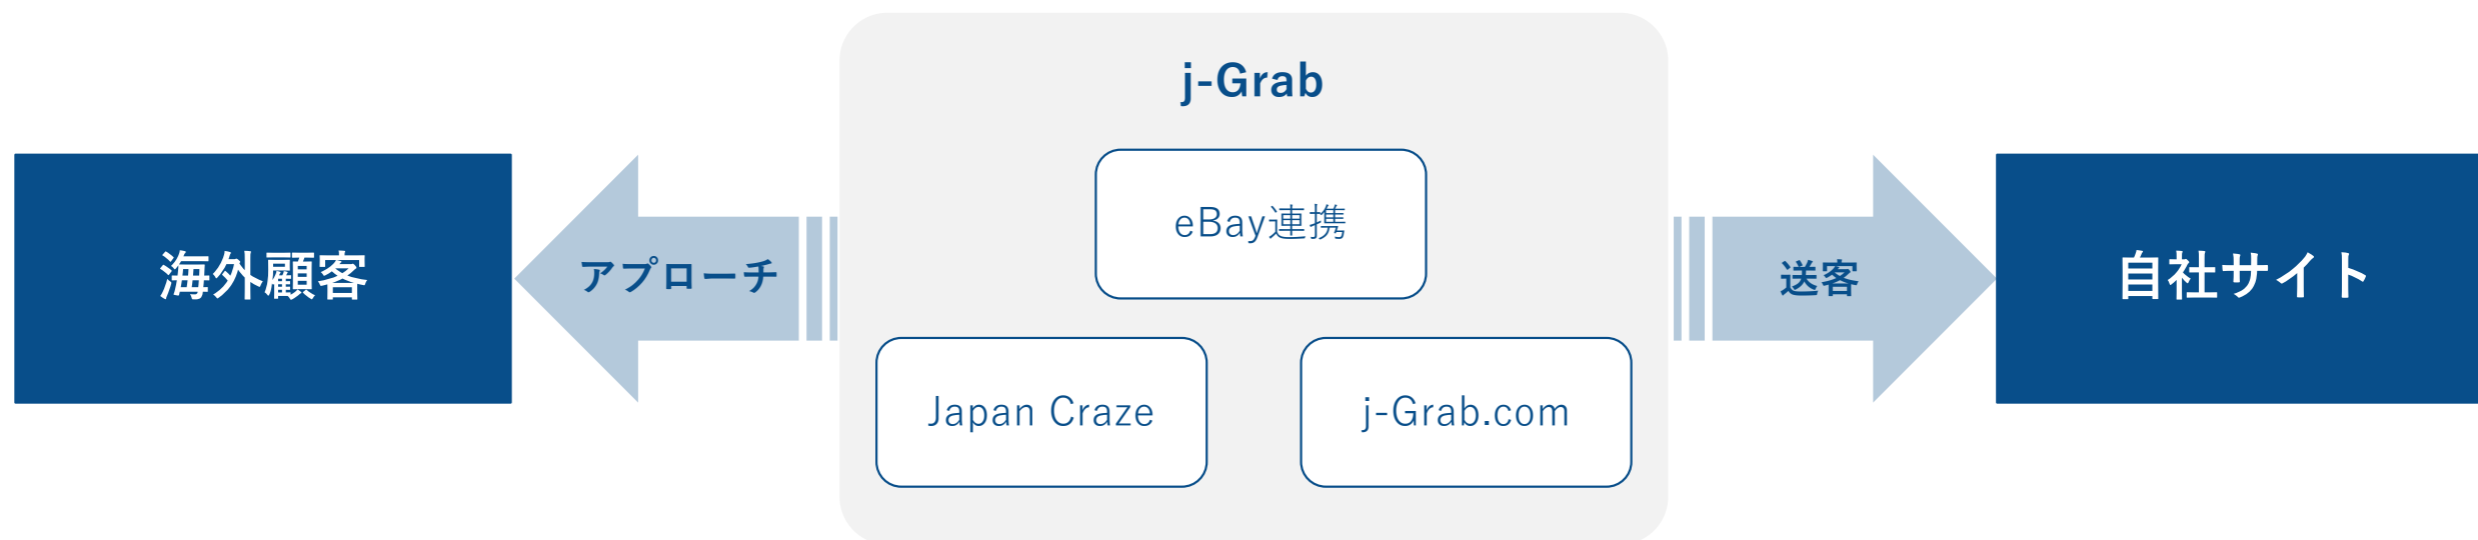 j-Grab
eBay連携
海外顧客
アプローチ
送客
自社サイト
Japan Craze
j-Grab.com